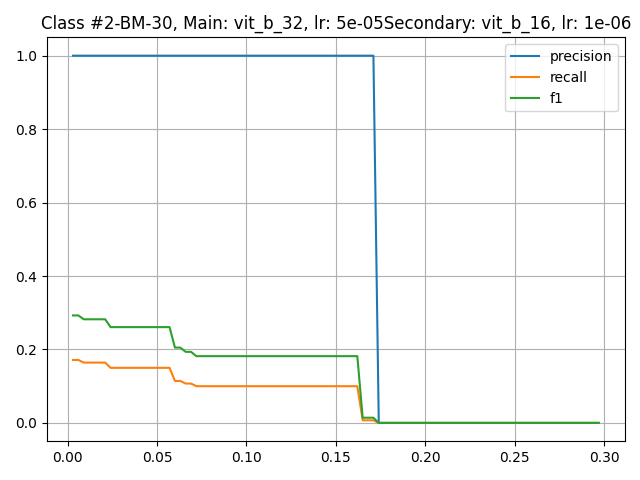 Class #2-BM-30, Main: vit_b_32, lr: 5e-05Secondary: vit_b_16, lr: 1e-06
precision
recall
f1
1.0
0.8
0.6
0.4
0.2
0.0
0.00 0.05 0.10 0.15 0.20 0.25 0.30